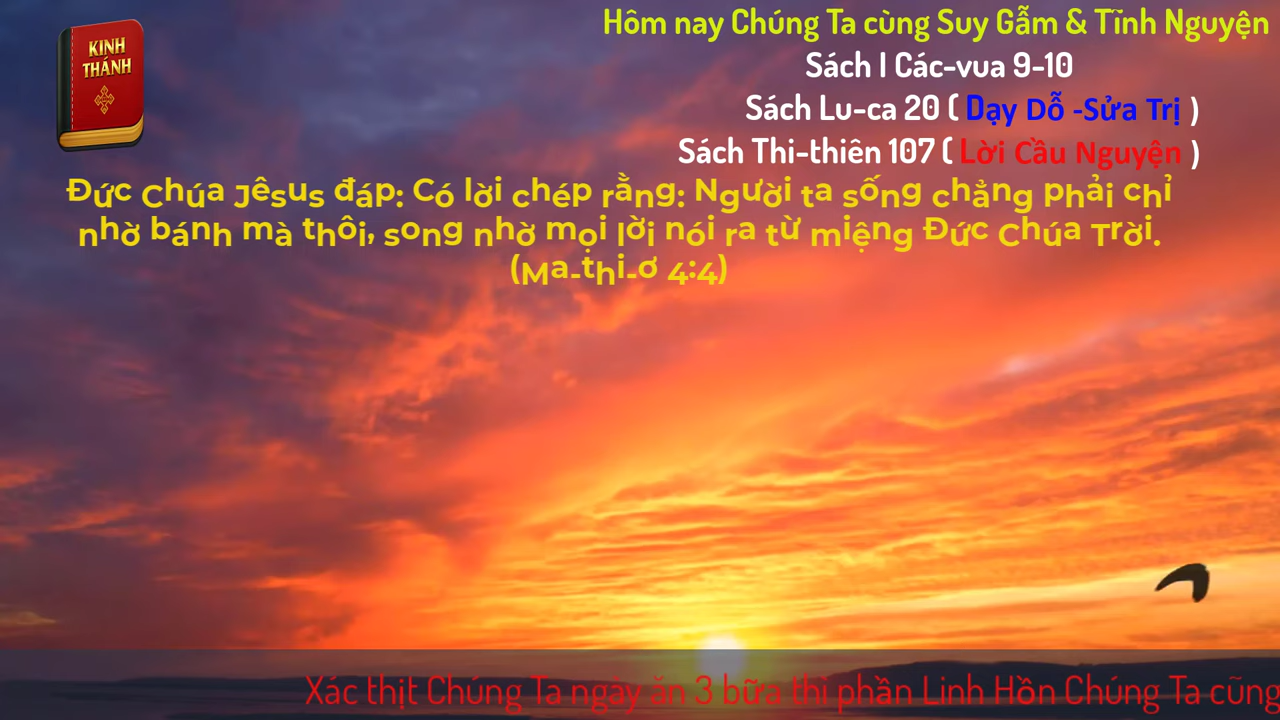 KINH
THÁNH
Hôm nay Chúng Ta cùng Suy Gẫm & Tĩnh Nguyện
Sách I Các-vua 9-10
Sách Lu-ca 20 ( Dạy Dỗ -Sửa Trị )
Sách Thi-thiên 107 ( Lời Cầu Nguyện )
Đức Chúa Jêsus đáp: Có lời chép rằng: Người ta sống chẳng phải chỉ
nhờ bánh mà thôi, song nhờ mọi lời nói ra từ miệng Đức Chúa Trời.
(Ma-thi-ơ 4:4)
Xác thịt Chúng Ta ngày ăn 3 bữa thì phần Linh Hồn Chúng Ta cũng